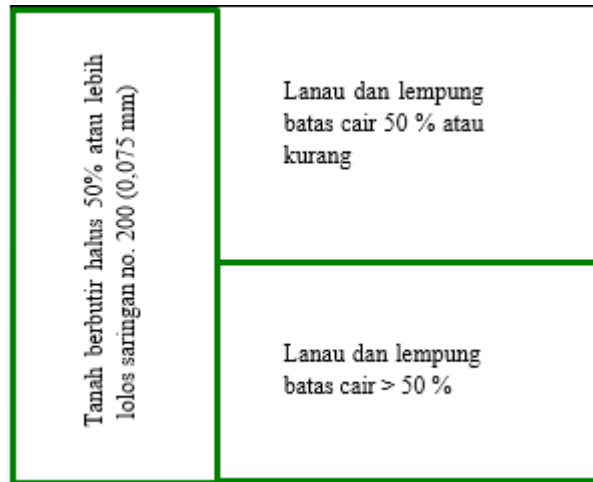 Tanah berbutir halus 50% atau lebih
lolos saringan no. 200 (0,075 mm)
Lanau dan lempung
batas cair 50 % atau
kurang
Lanau dan lempung
batas cair > 50 %